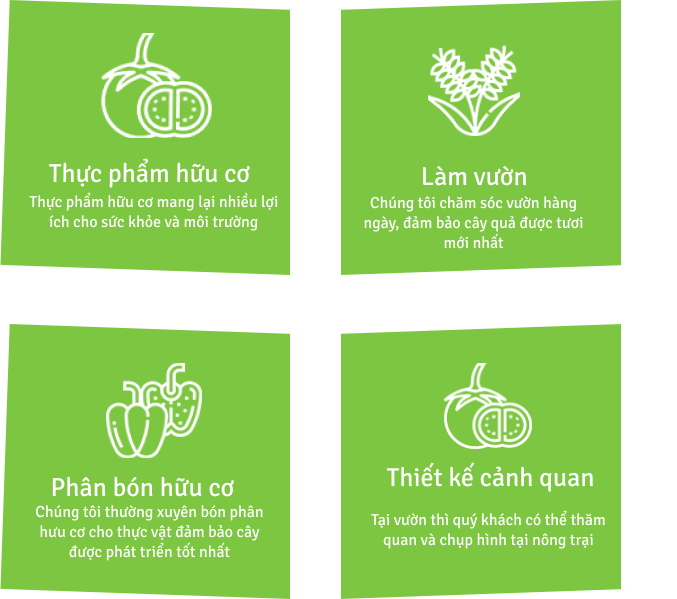 Thực phẩm hữu cơ
Thực phẩm hữu cơ mang lại nhiều lợi
ích cho sức khỏe và môi trường
Làm vườn
Chúng tôi chăm sóc vườn hàng
ngày, đảm bảo cây quả được tươi
mới nhất
Phân bón hữu cơ
Chúng tôi thường xuyên bón phân
hưu cơ cho thực vật đảm bảo cây
được phát triển tốt nhất
Thiết kế cảnh quan
Tại vườn thì quý khách có thể thăm
quan và chụp hình tại nông trại